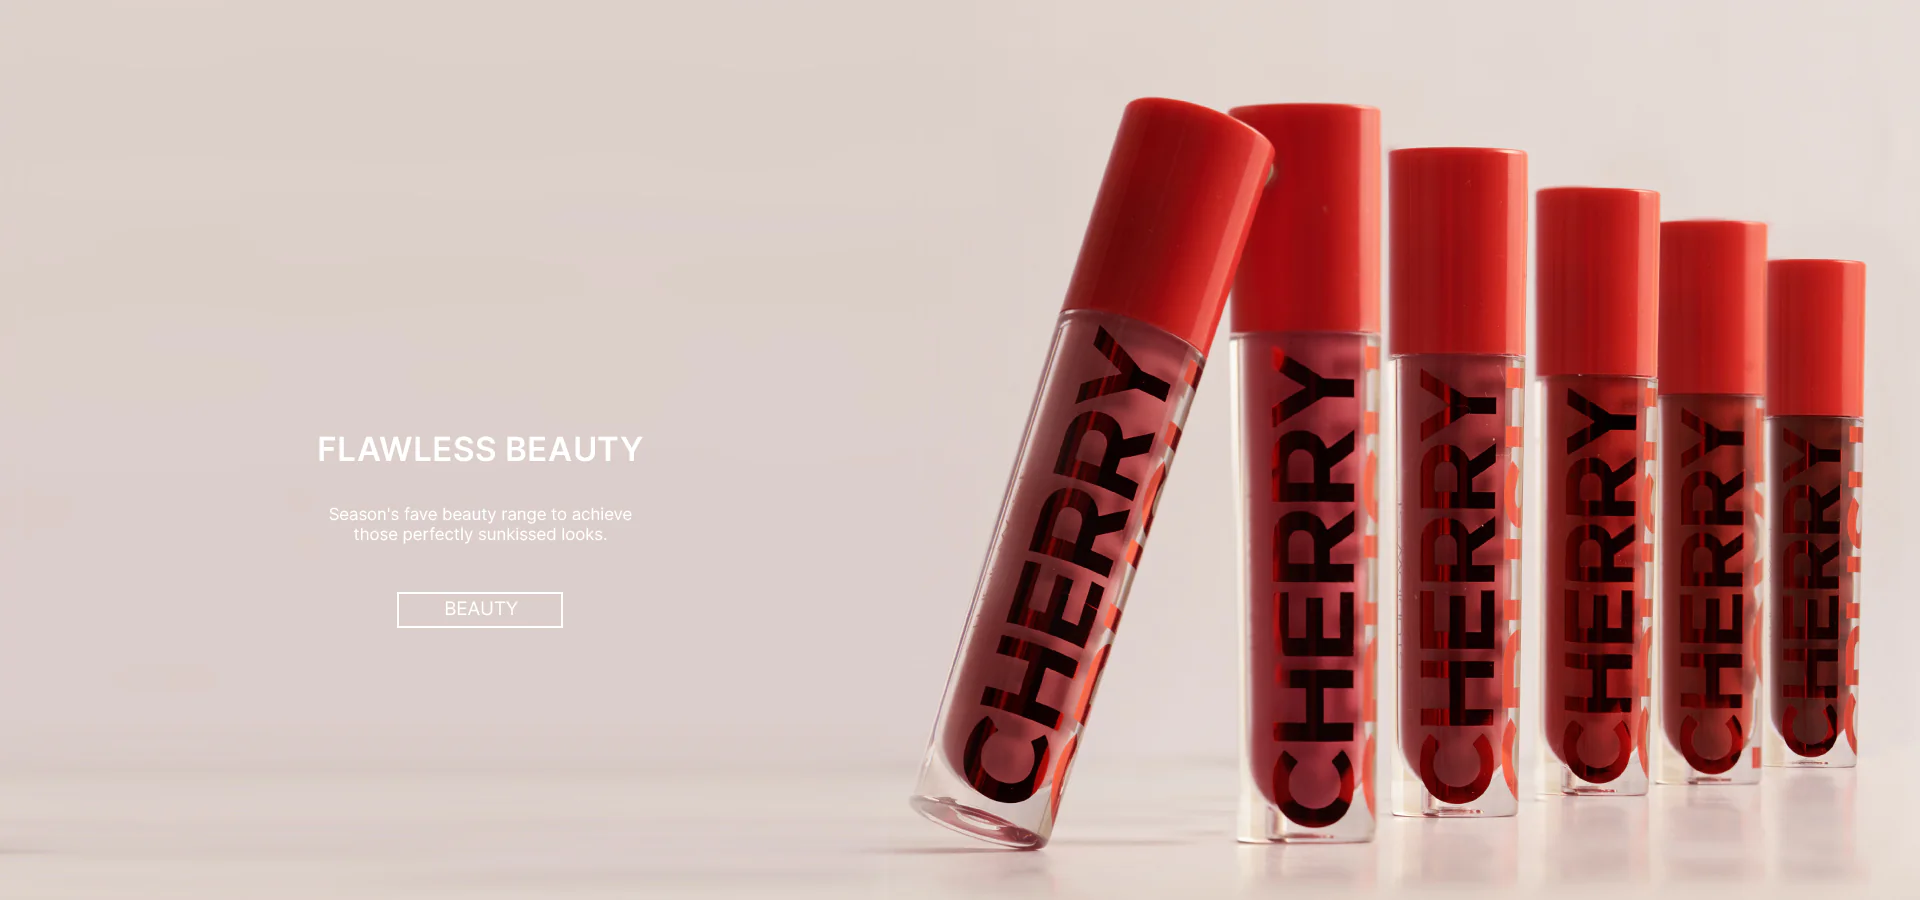 FLAWLESS BEAUTY
Season's fave beauty range to achieve
those perfectly sunkissed looks.
BEAUTY
CHERRY
CHERRY
CHERRY
CHERRY
CHERRY
CHERRY